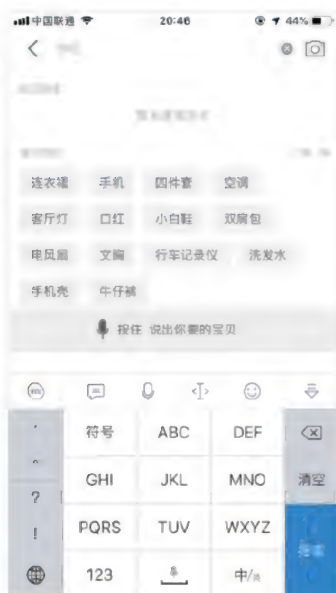 中国联通 20:46 44%
连衣裙 手机 四件套 空调
客厅灯 口红 小白鞋 双肩包
电风扇 文胸 行车记录仪 洗发水
手机壳 牛仔裤
按住 说出你要的宝贝
符号 ABC DEF
GHI JKL MNO 清空
?
PQRS TUV WXYZ
!
123 中/英
搜索